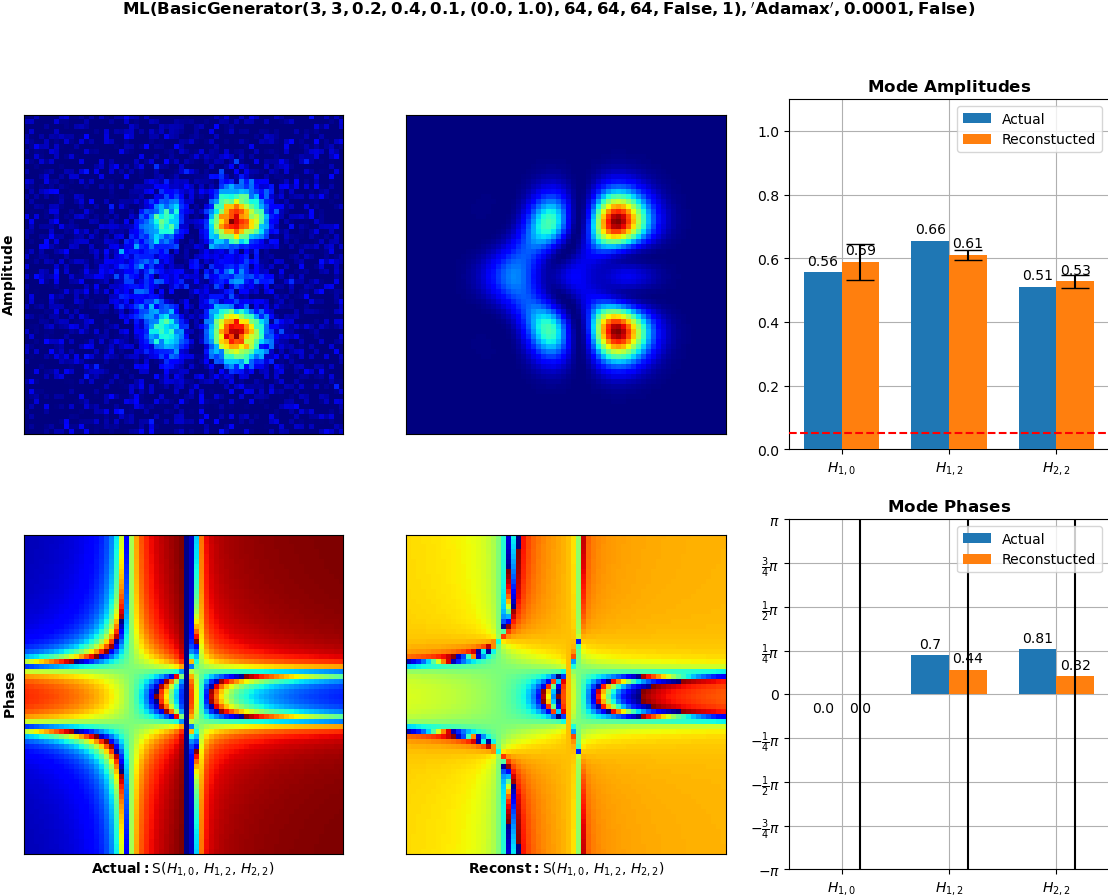 ML(BasicGenerator(3, 3, 0.2, 0.4, 0.1, (0.0, 1.0), 64, 64, 64, False, 1), ′Adamax′, 0.0001, False)
Amplitude
Mode Amplitudes
Actual
Reconstucted
1.0
0.8
0.6
0.4
0.2
0.0
0.56
0.59
0.66
0.61
0.51
0.53
H1,0
H1,2
H2,2
Phase
Actual: S(H1,0, H1,2, H2,2)
Reconst: S(H1,0, H1,2, H2,2)
Mode Phases
Actual
Reconstucted
π
3/4π
1/2π
1/4π
0
−1/4π
−1/2π
−3/4π
−π
0.0
0.0
0.7
0.44
0.81
0.32
H1,0
H1,2
H2,2